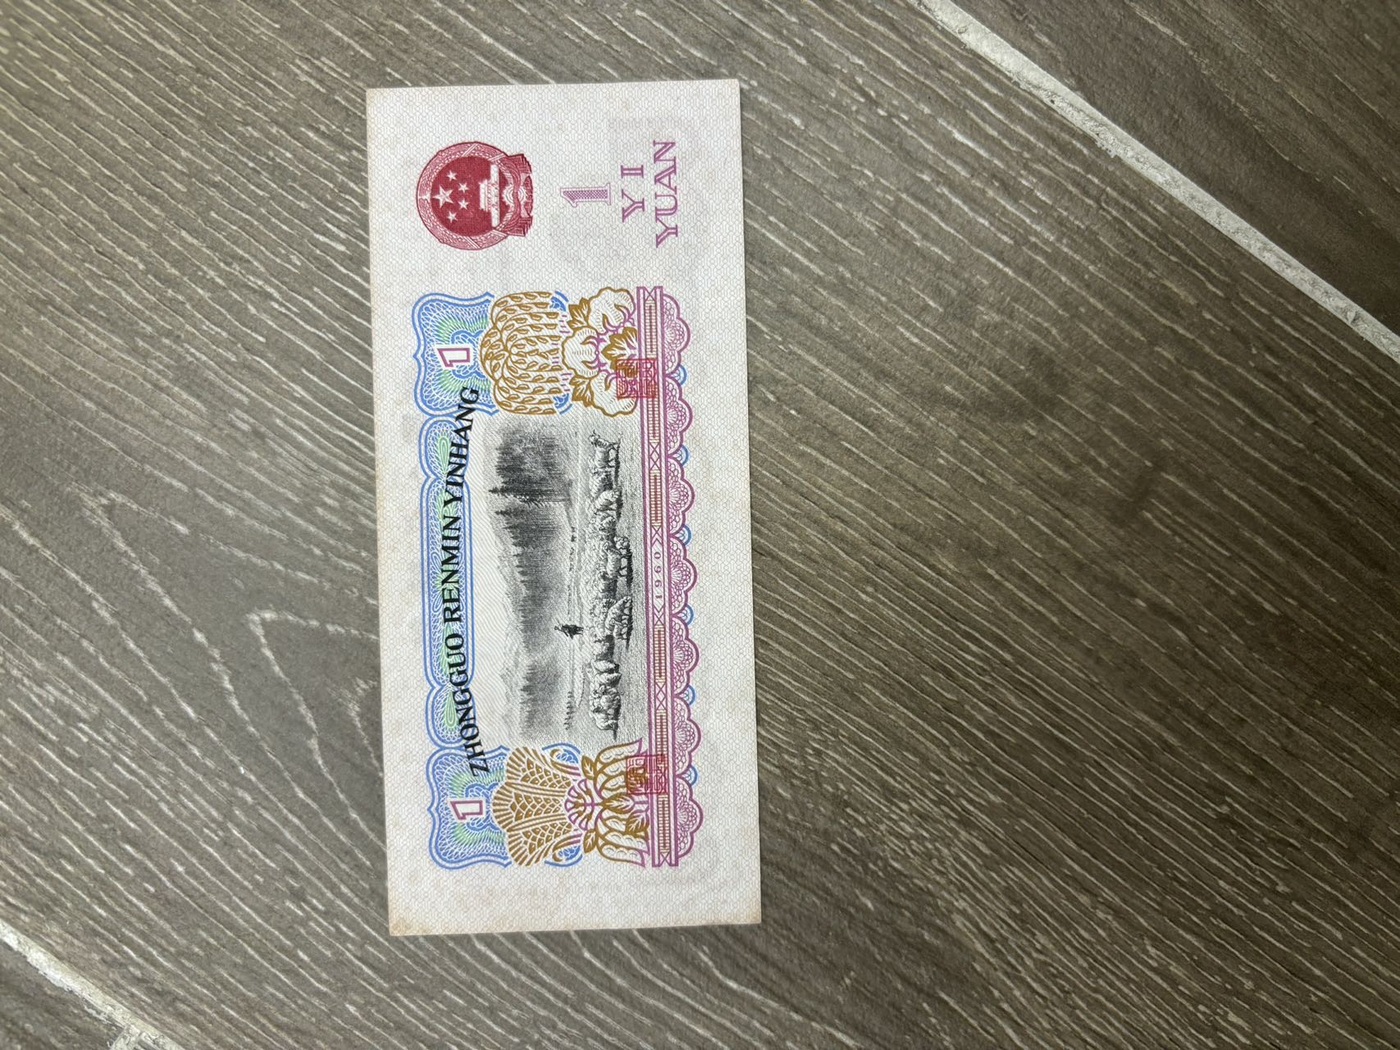 ZHONGGUO RENMIN YINHANG
1
1
1960
1
YI
YUAN